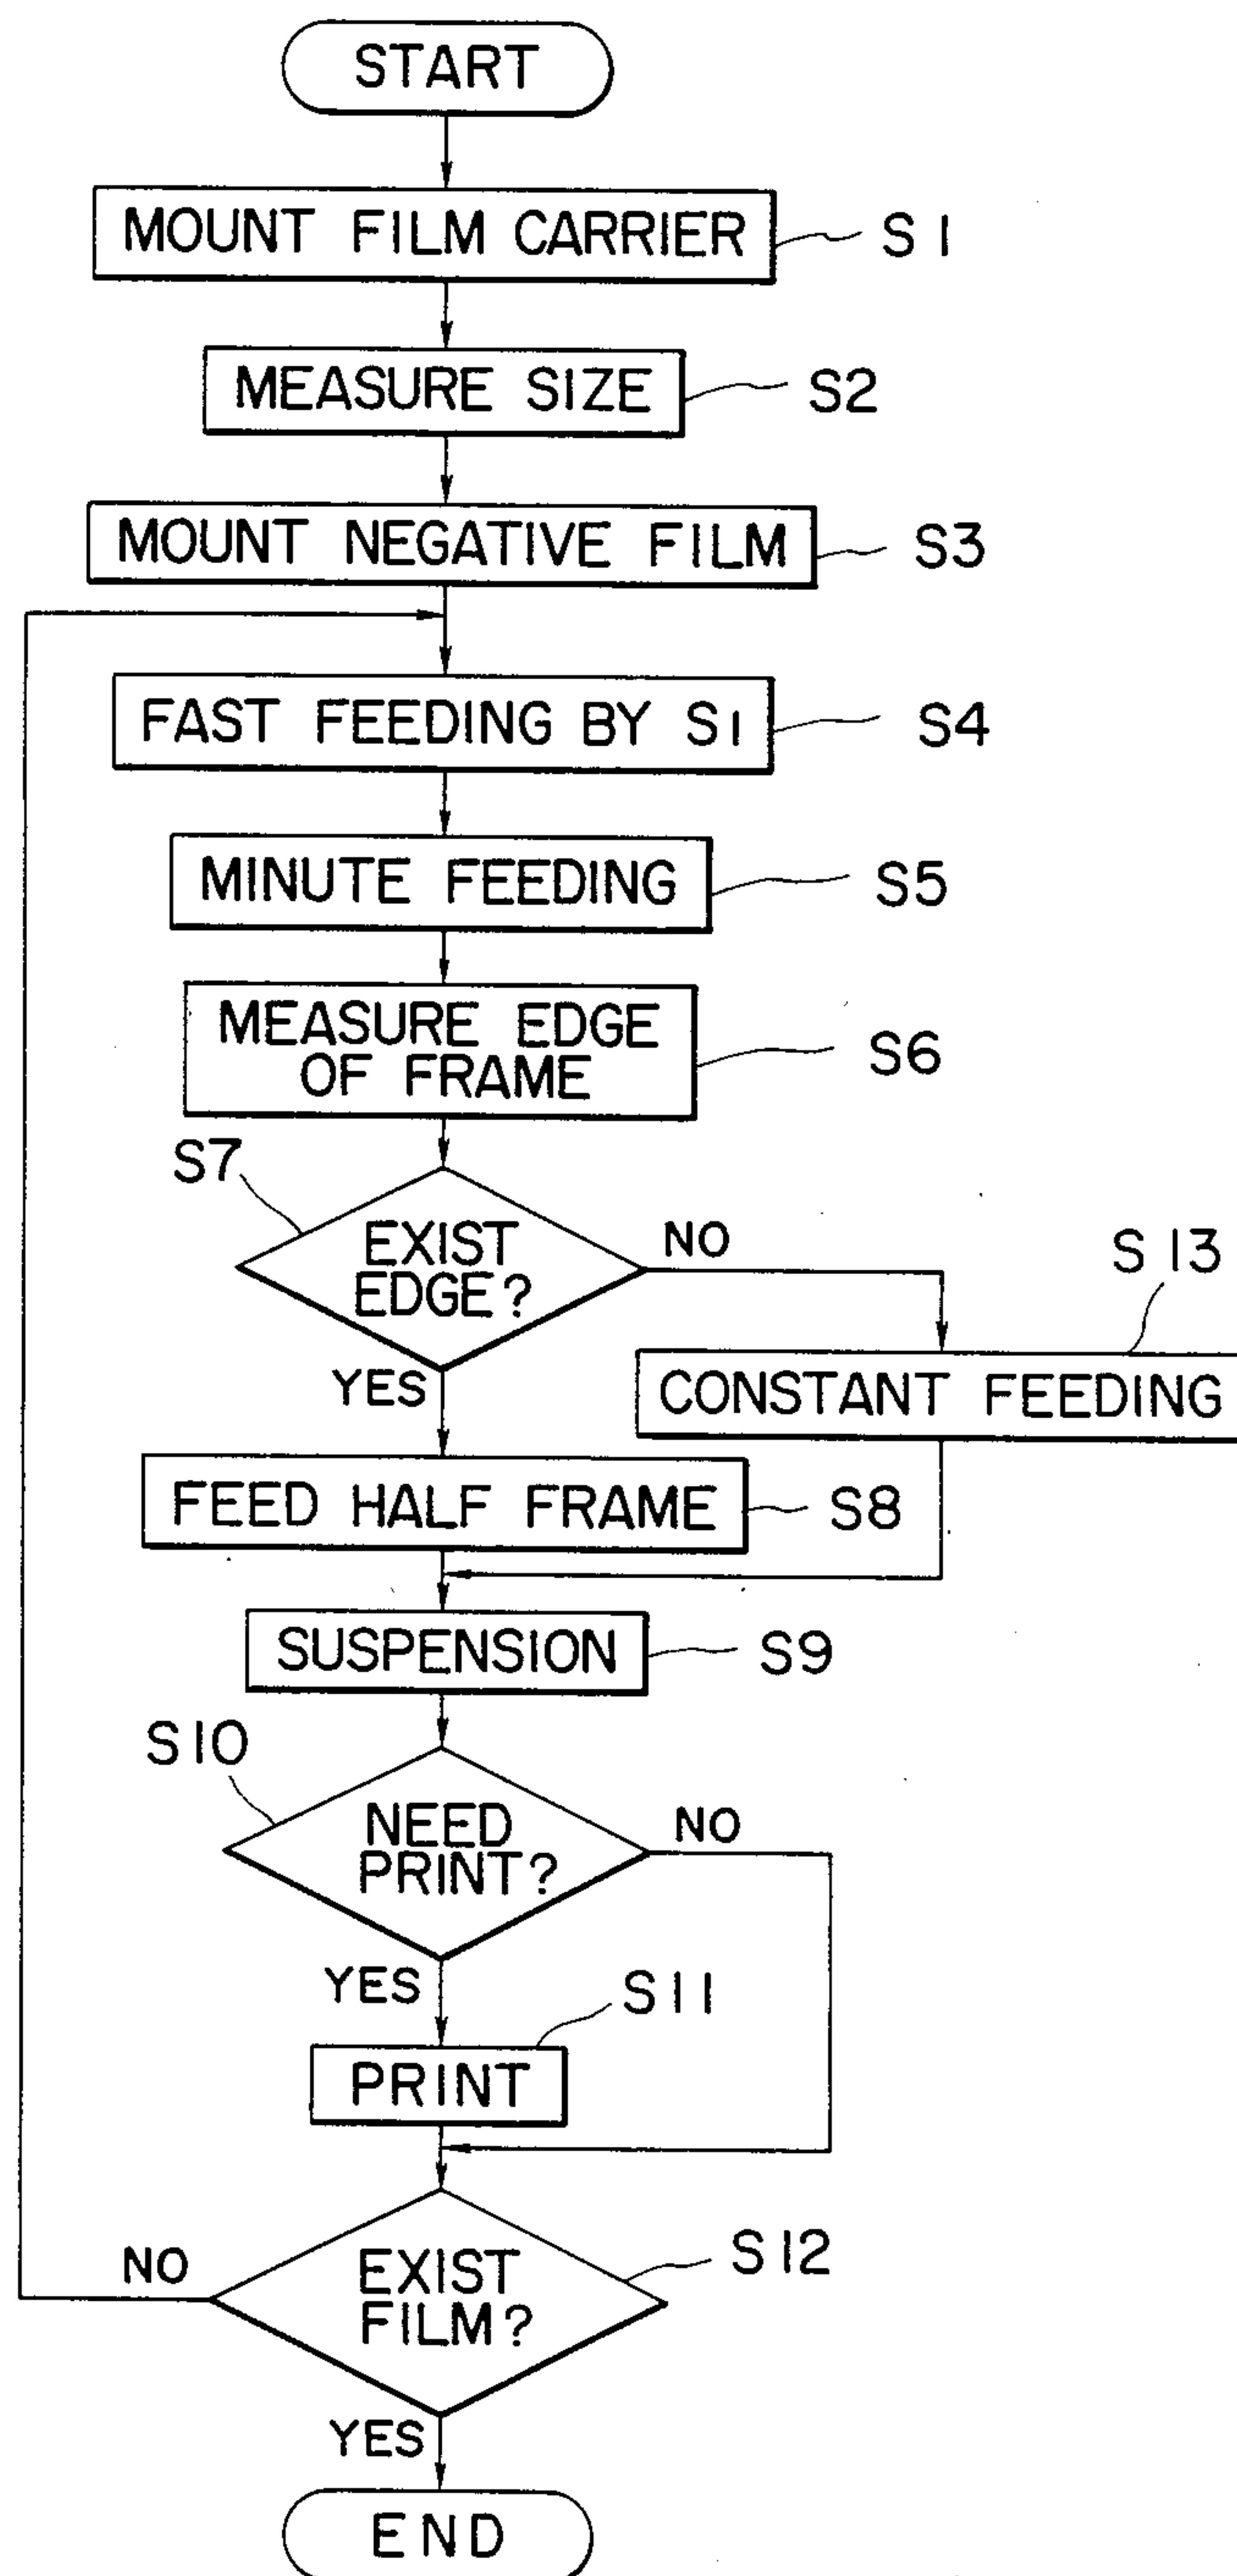 START
MOUNT FILM CARRIER
S1
MEASURE SIZE
S2
MOUNT NEGATIVE FILM
S3
FAST FEEDING BY S1
S4
MINUTE FEEDING
S5
MEASURE EDGE
OF FRAME
S6
S7
EXIST
EDGE?
NO
S13
YES
CONSTANT FEEDING
FEED HALF FRAME
S8
SUSPENSION
S9
S10
NEED
PRINT?
NO
YES
S11
PRINT
S12
NO
EXIST
FILM?
YES
END